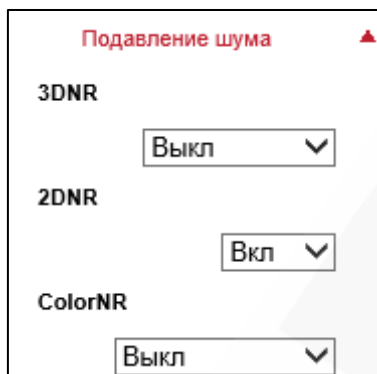 Подавление шума
3DNR
Выкл
2DNR
Вкл
ColorNR
Выкл